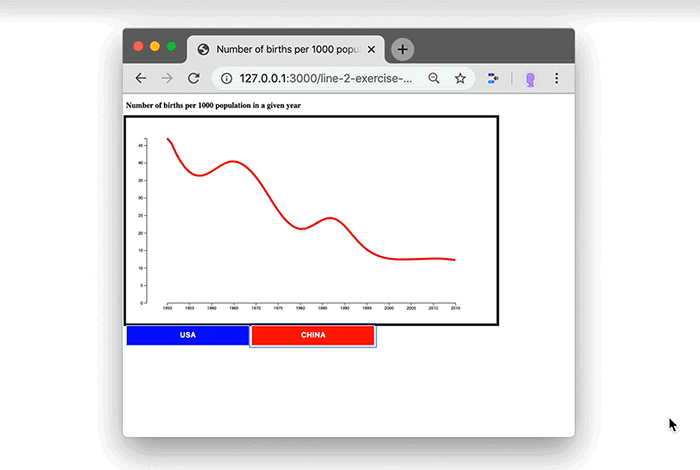 Number of births per 1000 popu
127.0.0.1:3000/line-2-exercise-...
Number of births per 1000 population in a given year
45
40
35
30
25
20
15
10
5
0
1950 1955 1960 1965 1970 1975 1980 1985 1990 1995 2000 2005 2010 2015
USA CHINA